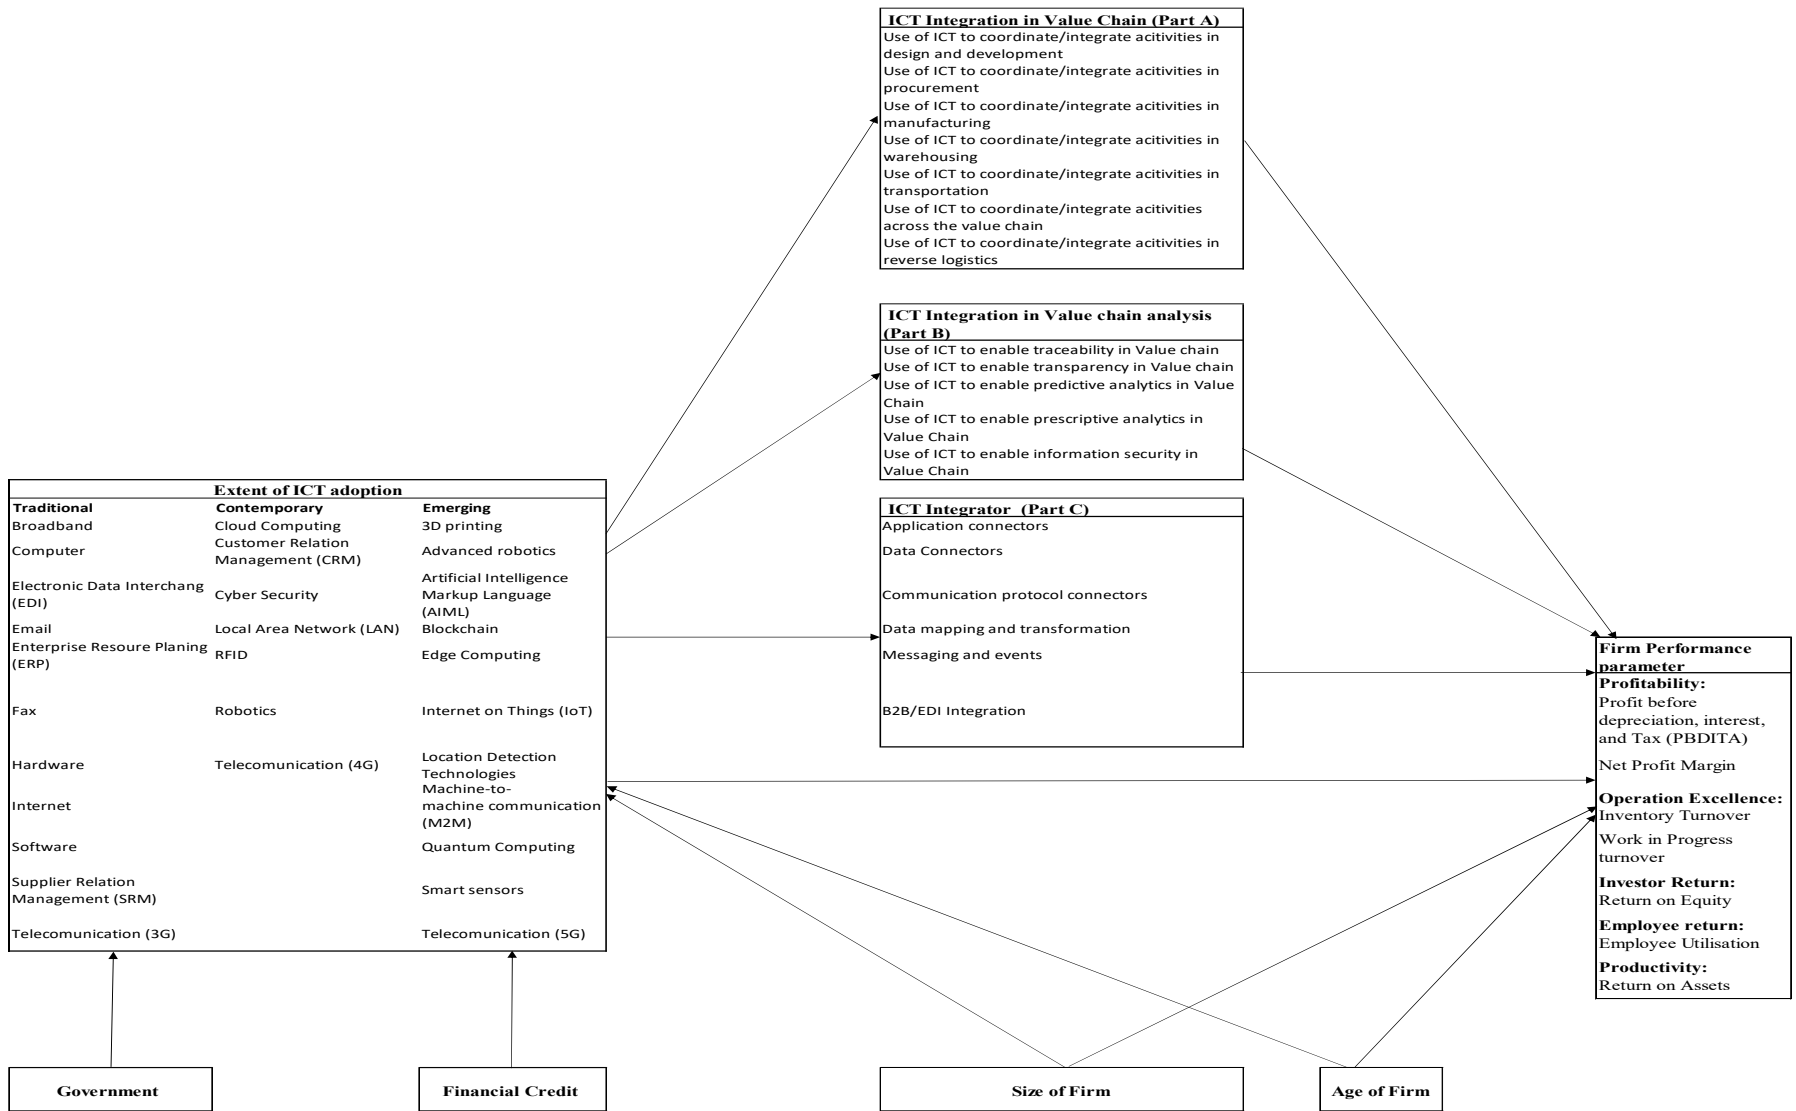 ICT Integration in Value Chain (Part A)
Use of ICT to coordinate/integrate acitivities in
design and development
Use of ICT to coordinate/integrate acitivities in
procurement
Use of ICT to coordinate/integrate acitivities in
manufacturing
Use of ICT to coordinate/integrate acitivities in
warehousing
Use of ICT to coordinate/integrate acitivities in
transportation
Use of ICT to coordinate/integrate acitivities
across the value chain
Use of ICT to coordinate/integrate acitivities in
reverse logistics
ICT Integration in Value chain analysis
(Part B)
Use of ICT to enable traceability in Value chain
Use of ICT to enable transparency in Value chain
Use of ICT to enable predictive analytics in Value
Chain
Use of ICT to enable prescriptive analytics in
Value Chain
Use of ICT to enable information security in
Value Chain
Extent of ICT adoption
Traditional
Broadband
Computer
Electronic Data Interchang
(EDI)
Email
Enterprise Resoure Planing
(ERP)
Fax
Hardware
Internet
Software
Supplier Relation
Management (SRM)
Telecomunication (3G)
Contemporary
Cloud Computing
Customer Relation
Management (CRM)
Cyber Security
Local Area Network (LAN)
RFID
Robotics
Telecomunication (4G)
Emerging
3D printing
Advanced robotics
Artificial Intelligence
Markup Language
(AIML)
Blockchain
Edge Computing
Internet on Things (IoT)
Location Detection
Technologies
Machine-to-
machine communication
(M2M)
Quantum Computing
Smart sensors
Telecomunication (5G)
ICT Integrator (Part C)
Application connectors
Data Connectors
Communication protocol connectors
Data mapping and transformation
Messaging and events
B2B/EDI Integration
Firm Performance
parameter
Profitability:
Profit before
depreciation, interest,
and Tax (PBDITA)
Net Profit Margin
Operation Excellence:
Inventory Turnover
Work in Progress
turnover
Investor Return:
Return on Equity
Employee return:
Employee Utilisation
Productivity:
Return on Assets
Government
Financial Credit
Size of Firm
Age of Firm